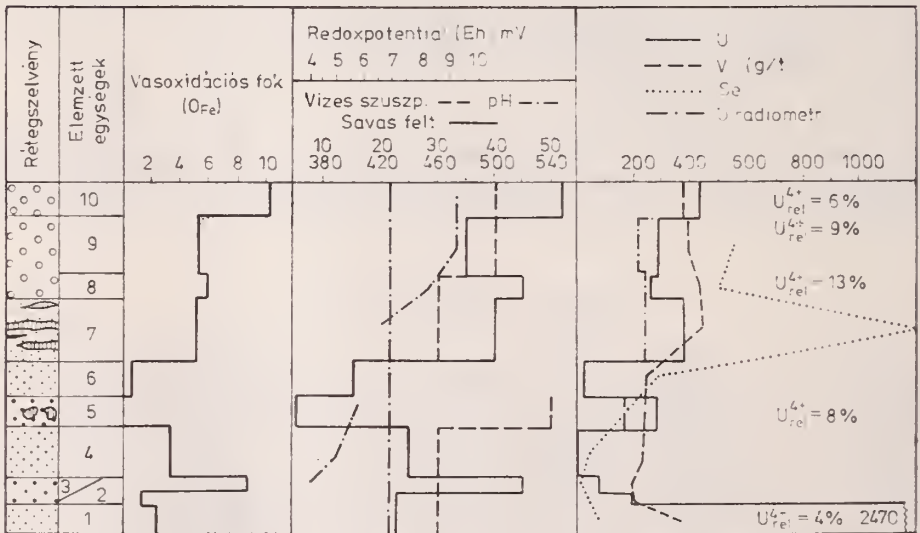 Rétegszelvény
Elemzett egységek
Vasoxidációs fok
(OFe)
2 4 6 8 10
Redoxpotentia (Eh) mV
4 5 6 7 8 9 10
Vizes szuszp. pH
Savas felt
10 20 30 40 50
380 420 460 500 540
U
V (g/t
Se
U radiometr
200 400 600 800 1000
10
9
8
7
6
5
4
3
2
1
U4+rel = 6%
U4+rel = 9%
U4+rel = 13%
U4+rel = 8%
U4+rel = 4% 2470